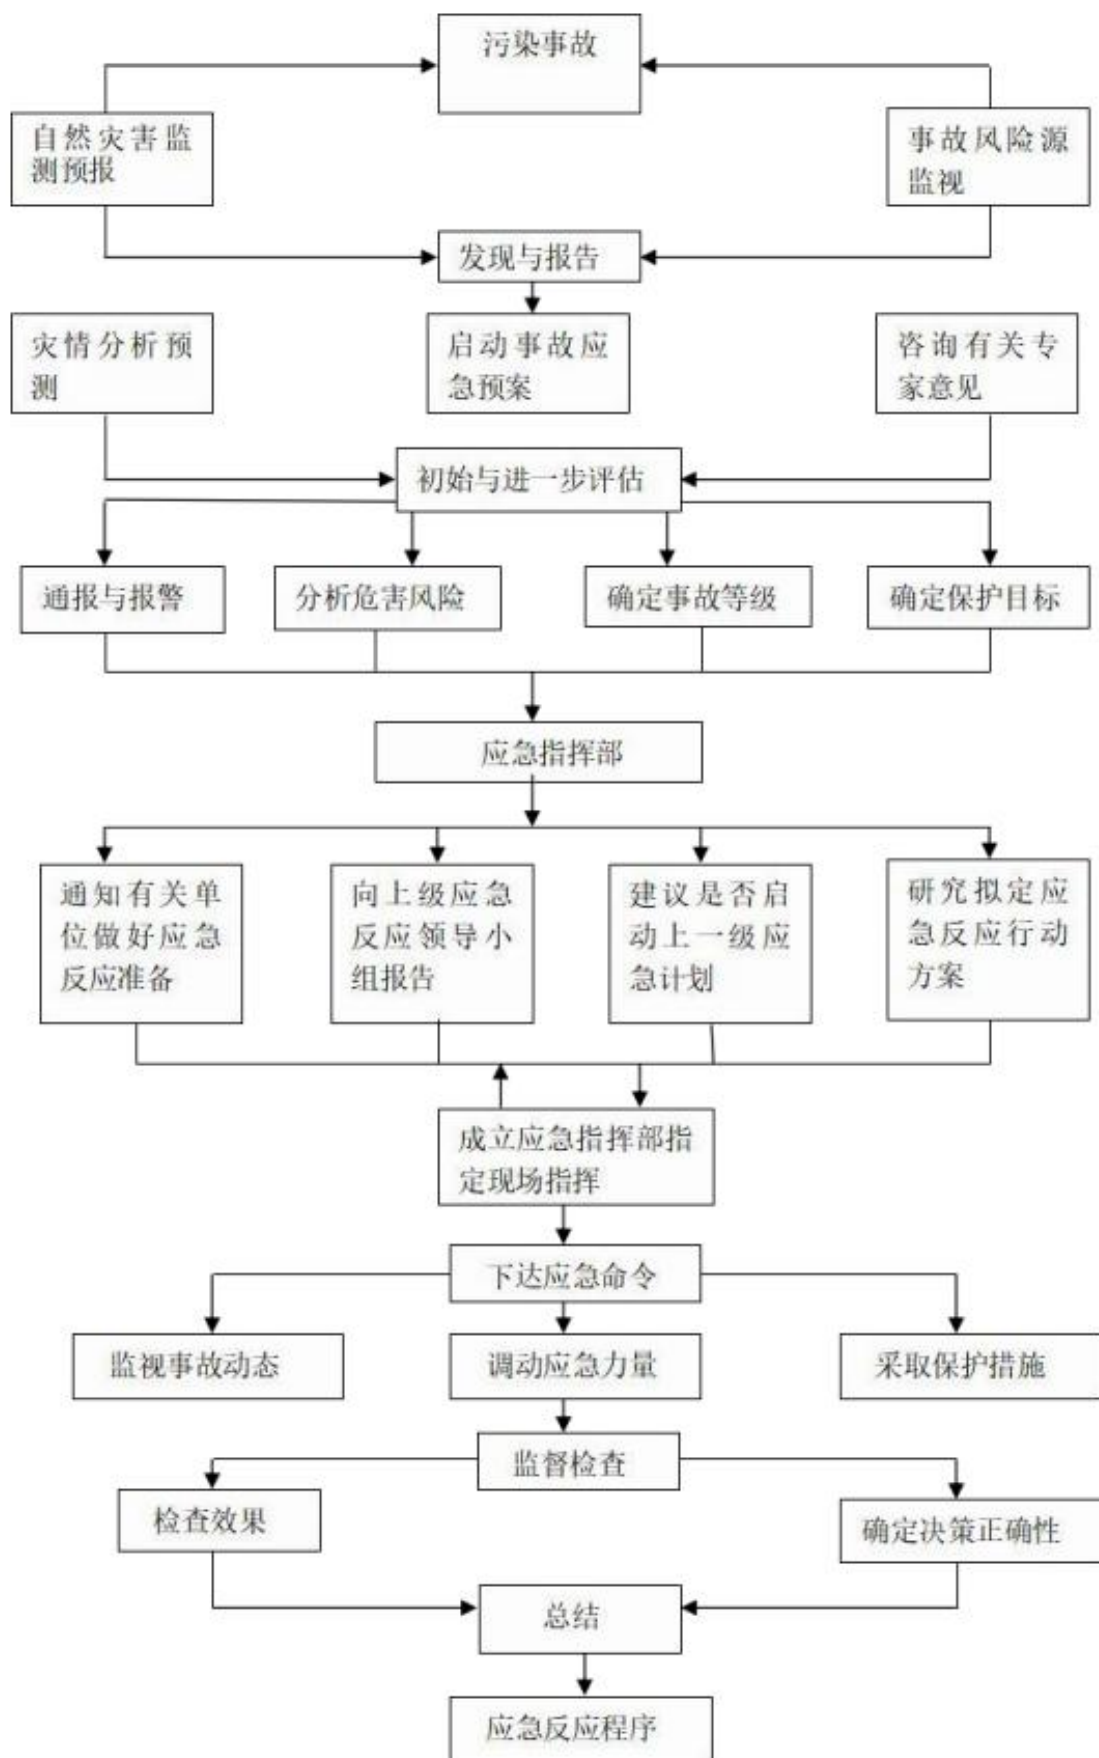 污染事故
自然灾害监
测预报
事故风险源
监视
发现与报告
灾情分析预
测
启动事故应
急预案
咨询有关专
家意见
初始与进一步评估
通报与报警
分析危害风险
确定事故等级
确定保护目标
应急指挥部
通知有关单
位做好应急
反应准备
向上级应急
反应领导小
组报告
建议是否启
动上一级应
急计划
研究拟定应
急反应行动
方案
成立应急指挥部指
定现场指挥
下达应急命令
监视事故动态
调动应急力量
采取保护措施
监督检查
检查效果
确定决策正确性
总结
应急反应程序